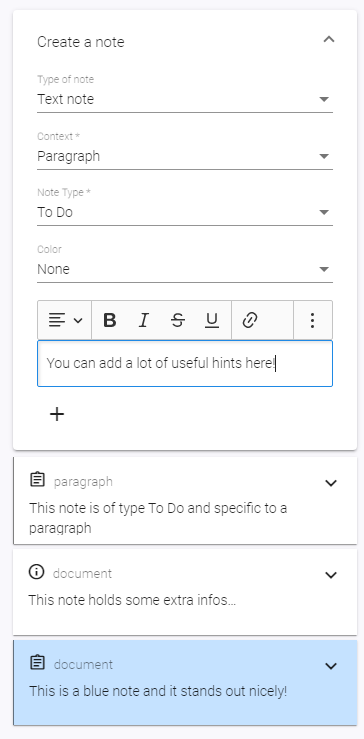 Create a note
Type of note
Text note
Context *
Paragraph
Note Type *
To Do
Color
None
B I S U
You can add a lot of useful hints here!
+
paragraph
This note is of type To Do and specific to a
paragraph
document
This note holds some extra infos...
document
This is a blue note and it stands out nicely!